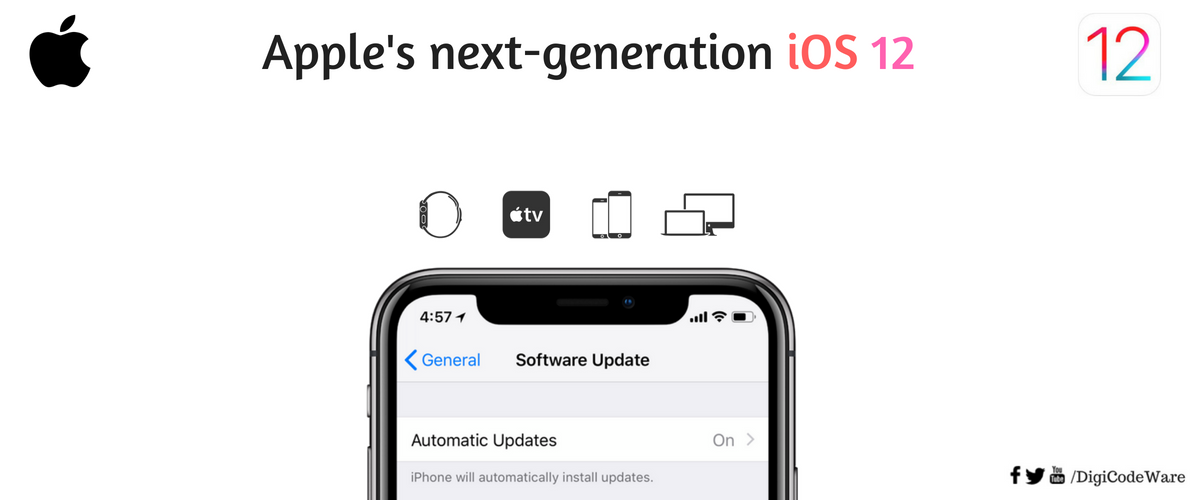 Apple's next-generation iOS 12
12
tv
4:57
General
Software Update
Automatic Updates
On
iPhone will automatically install updates.
You
Tube
/DigiCodeWare